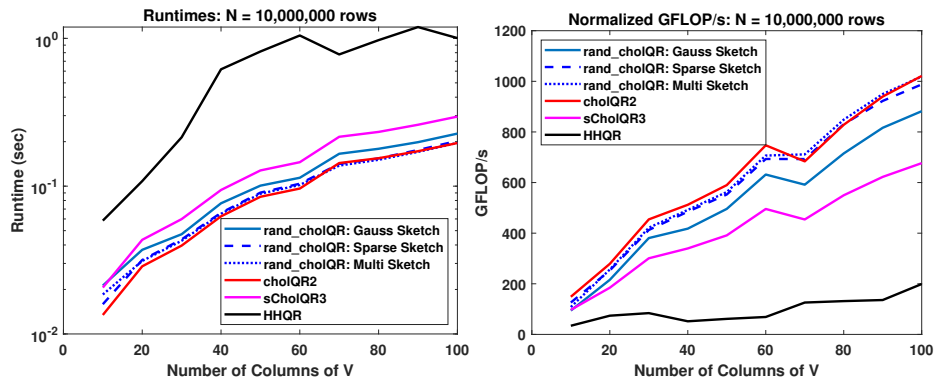 Runtimes: N = 10,000,000 rows
10^0
10^-1
10^-2
Runtime (sec)
rand_cholQR: Gauss Sketch
rand_cholQR: Sparse Sketch
rand_cholQR: Multi Sketch
cholQR2
sCholQR3
HHQR
0 20 40 60 80 100
Number of Columns of V
Normalized GFLOP/s: N = 10,000,000 rows
1200
1000
800
600
400
200
0
GFLOP/s
rand_cholQR: Gauss Sketch
rand_cholQR: Sparse Sketch
rand_cholQR: Multi Sketch
cholQR2
sCholQR3
HHQR
0 20 40 60 80 100
Number of Columns of V